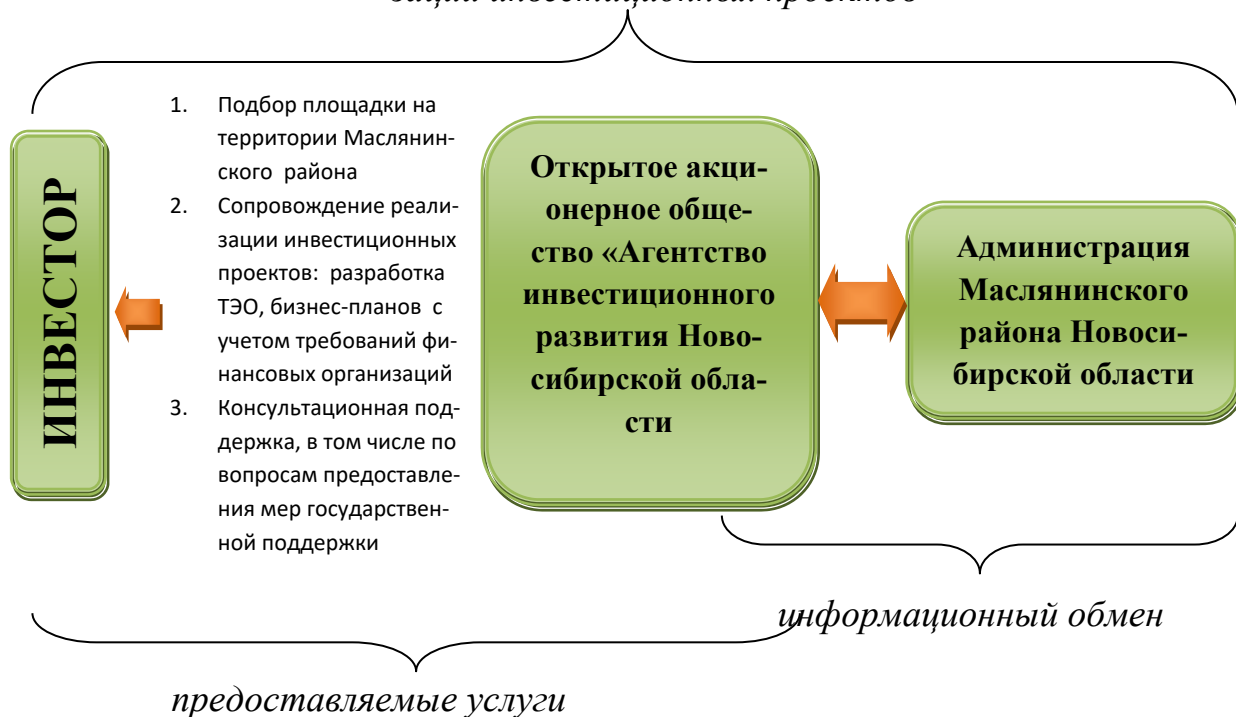 зации инвестиционных проектов
ИНВЕСТОР
1. Подбор площадки на
территории Маслянин-
ского района
2. Сопровождение реали-
зации инвестиционных
проектов: разработка
ТЭО, бизнес-планов с
учетом требований фи-
нансовых организаций
3. Консультационная под-
держка, в том числе по
вопросам предоставле-
ния мер государствен-
ной поддержки
Открытое акци-
онерное обще-
ство «Агентство
инвестиционного
развития Ново-
сибирской обла-
сти
Администрация
Маслянинского
района Новоси-
бирской области
информационный обмен
предоставляемые услуги